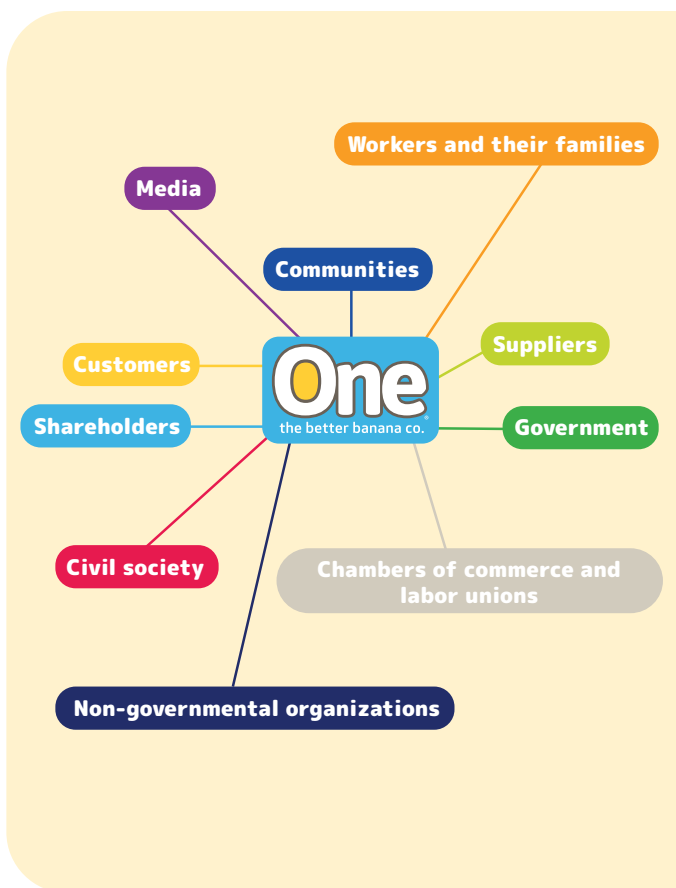 Workers and their families
Media
Communities
Suppliers
Customers
One
the better banana co.
Shareholders
Government
Civil society
Chambers of commerce and
labor unions
Non-governmental organizations